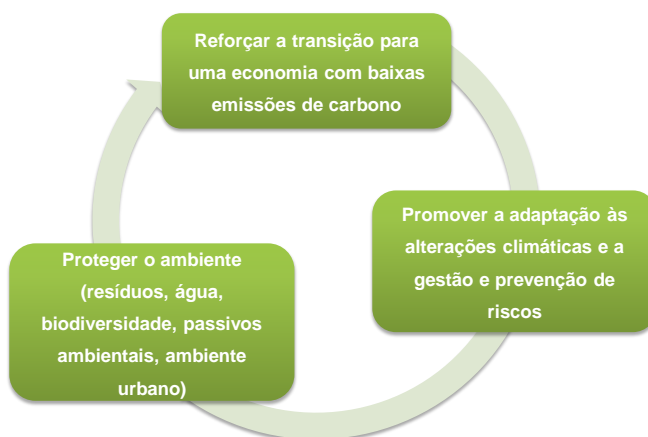 Reforçar a transição para
uma economia com baixas
emissões de carbono
Promover a adaptação às
alterações climáticas e a
gestão e prevenção de
riscos
Proteger o ambiente
(resíduos, água,
biodiversidade, passivos
ambientais, ambiente
urbano)